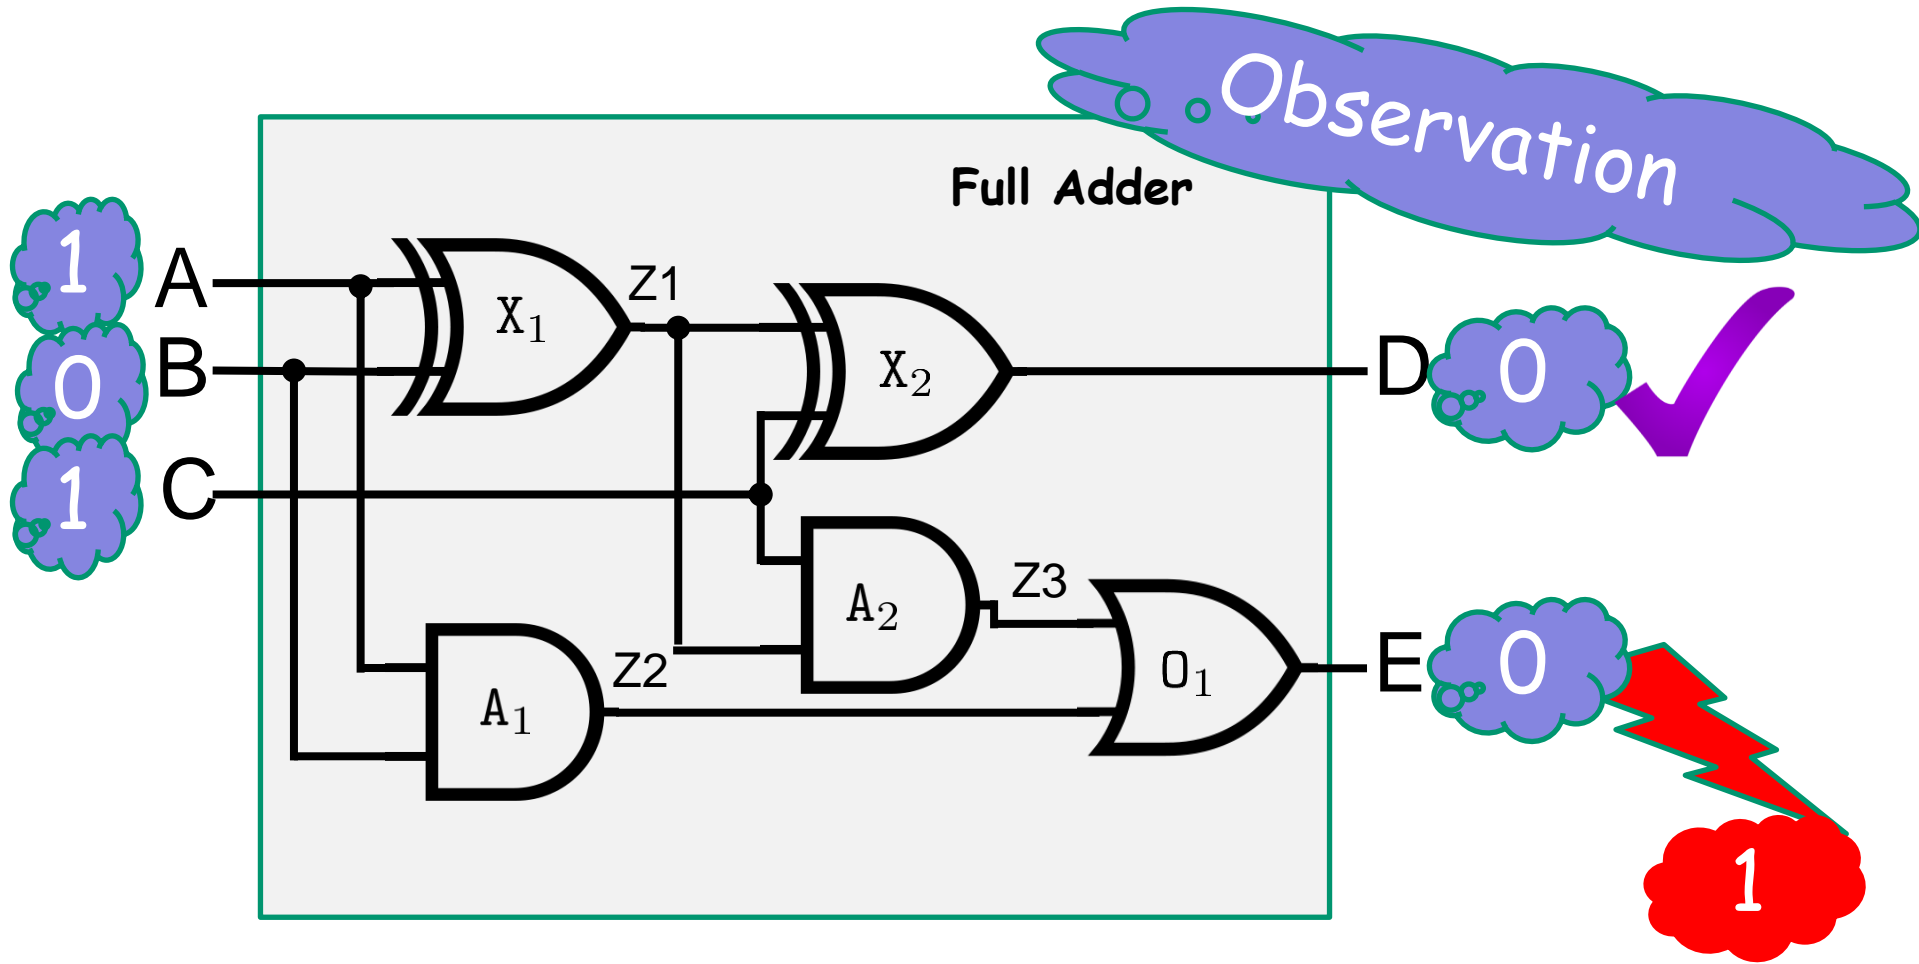 Observation
Full Adder
1
A
X1
Z1
0
B
X2
D
0
1
C
A2
Z3
E
0
Z2
O1
A1
1